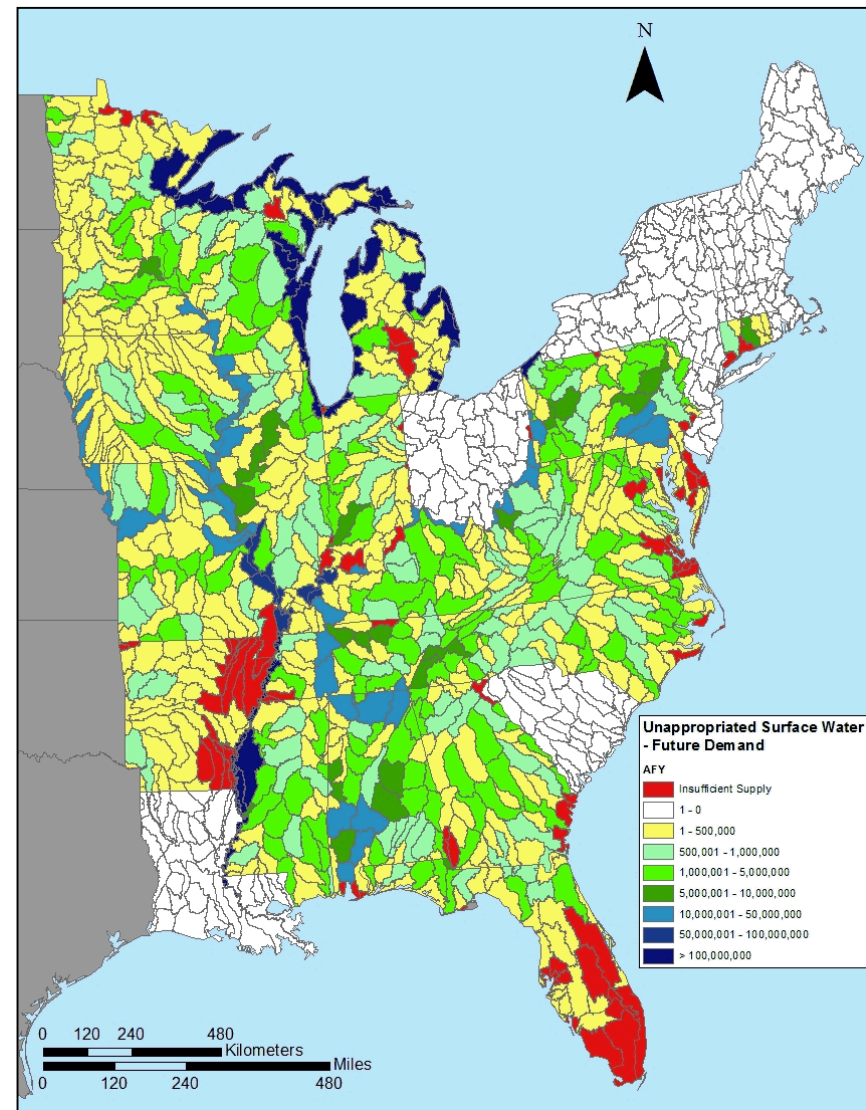 N
Unappropriated Surface Water
- Future Demand
AFY
Insufficient Supply
1 - 0
1 - 500,000
500,001 - 1,000,000
1,000,001 - 5,000,000
5,000,001 - 10,000,000
10,000,001 - 50,000,000
50,000,001 - 100,000,000
> 100,000,000
0 120 240 480
Kilometers
Miles
0 120 240 480